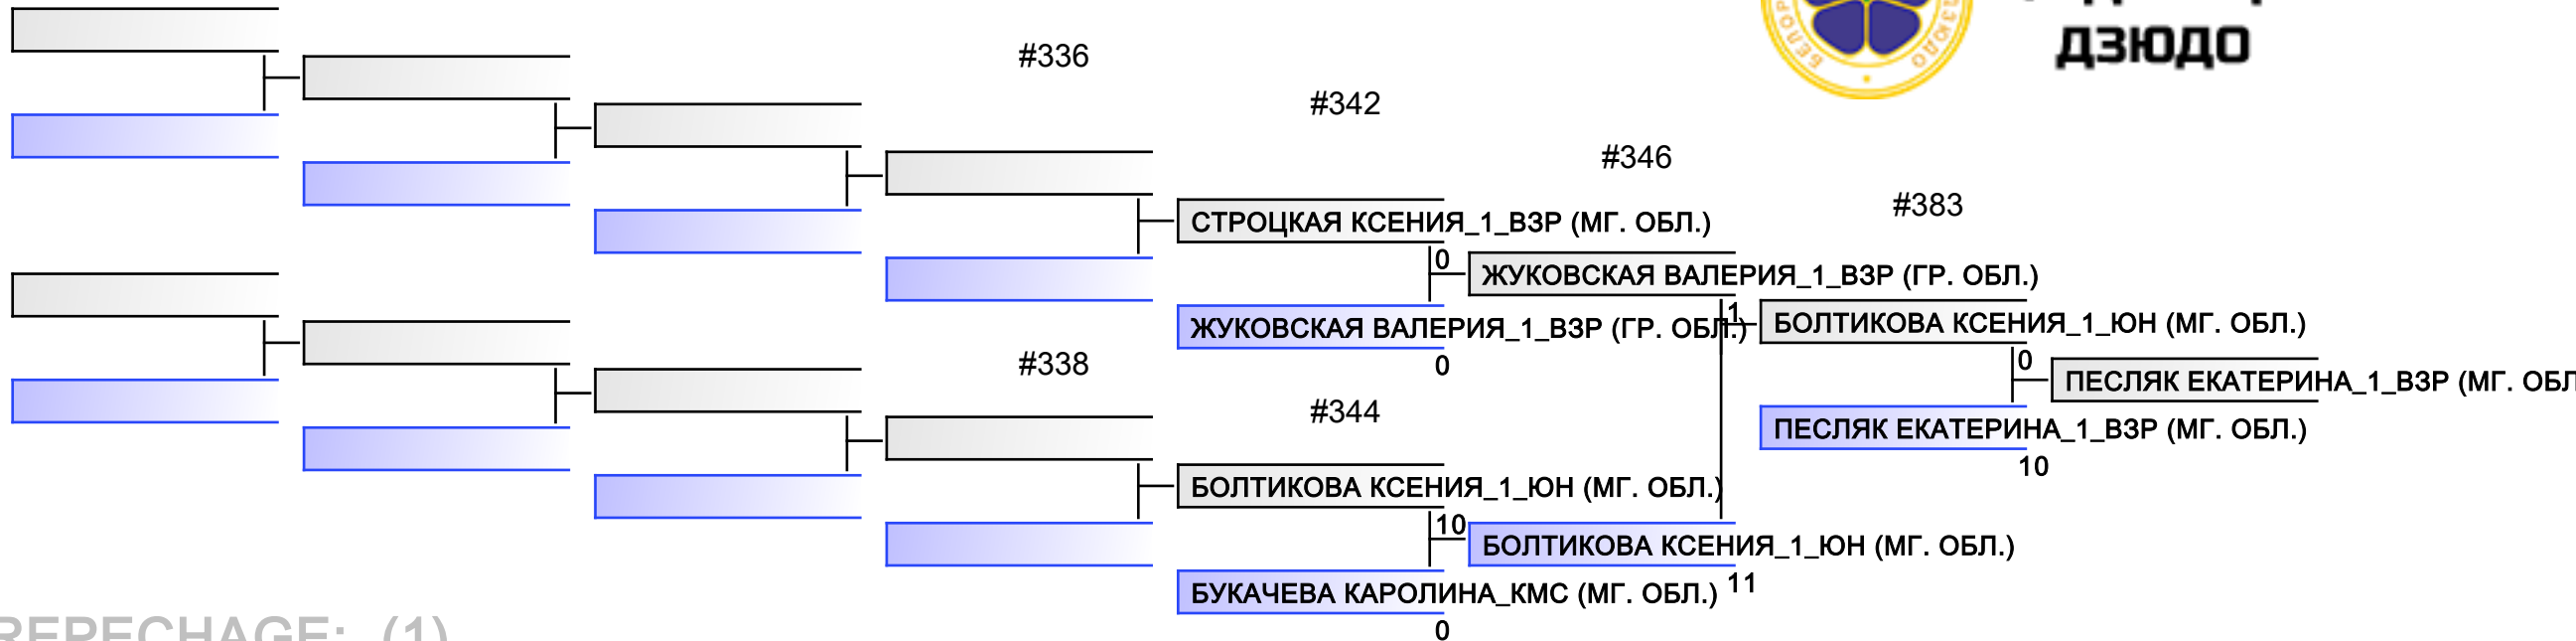 ДЗЮДО
#336
#342
#346
#383
СТРОЦКАЯ КСЕНИЯ_1_ВЗР (МГ. ОБЛ.)
0
ЖУКОВСКАЯ ВАЛЕРИЯ_1_ВЗР (ГР. ОБЛ.)
ЖУКОВСКАЯ ВАЛЕРИЯ_1_ВЗР (ГР. ОБЛ.)
0
1
БОЛТИКОВА КСЕНИЯ_1_ЮН (МГ. ОБЛ.)
0
ПЕСЛЯК ЕКАТЕРИНА_1_ВЗР (МГ. ОБЛ
ПЕСЛЯК ЕКАТЕРИНА_1_ВЗР (МГ. ОБЛ.)
10
#338
#344
БОЛТИКОВА КСЕНИЯ_1_ЮН (МГ. ОБЛ.)
10
БОЛТИКОВА КСЕНИЯ_1_ЮН (МГ. ОБЛ.)
11
БУКАЧЕВА КАРОЛИНА_КМС (МГ. ОБЛ.)
0
REPECHAGE: (1)